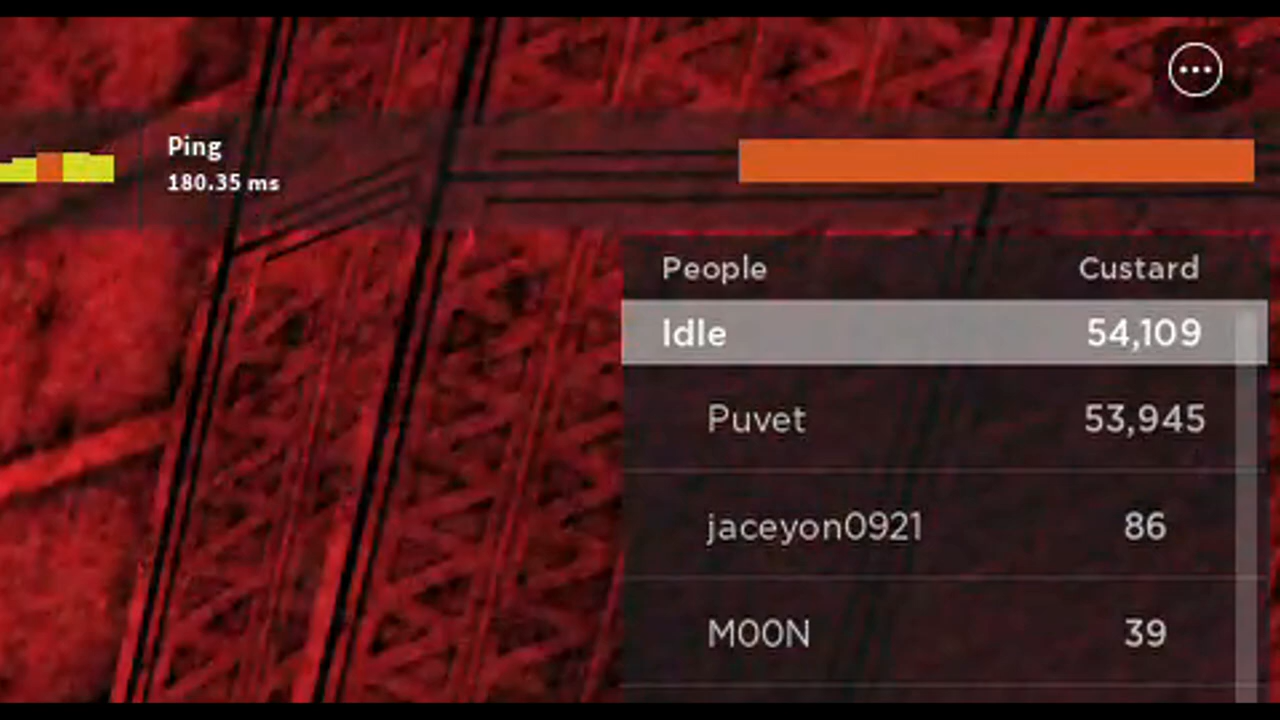 Ping
180.35 ms
People Custard
Idle 54,109
Puvet 53,945
jaceyon0921 86
M00N 39